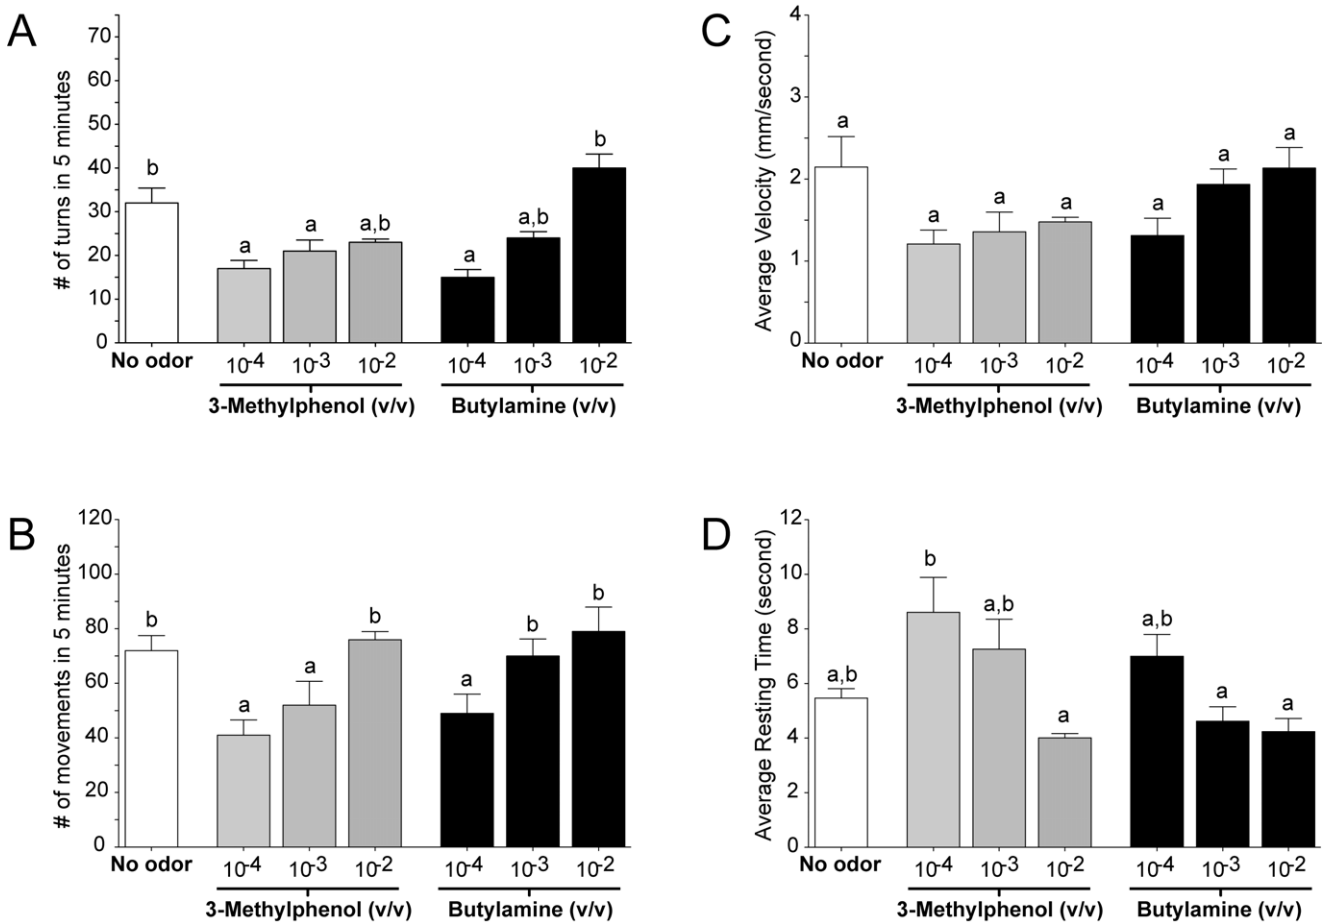 A
# of turns in 5 minutes
70
60
50
40
30
20
10
0
b
a
a
a,b
a
a,b
b
No odor
10-4
10-3
10-2
10-4
10-3
10-2
3-Methylphenol (v/v)
Butylamine (v/v)
C
Average Velocity (mm/second)
4
3
2
1
0
a
a
a
a
a
a
a
No odor
10-4
10-3
10-2
10-4
10-3
10-2
3-Methylphenol (v/v)
Butylamine (v/v)
B
# of movements in 5 minutes
120
100
80
60
40
20
0
b
a
a
b
a
b
b
No odor
10-4
10-3
10-2
10-4
10-3
10-2
3-Methylphenol (v/v)
Butylamine (v/v)
D
Average Resting Time (second)
12
10
8
6
4
2
0
a,b
b
a,b
a
a,b
a
a
No odor
10-4
10-3
10-2
10-4
10-3
10-2
3-Methylphenol (v/v)
Butylamine (v/v)